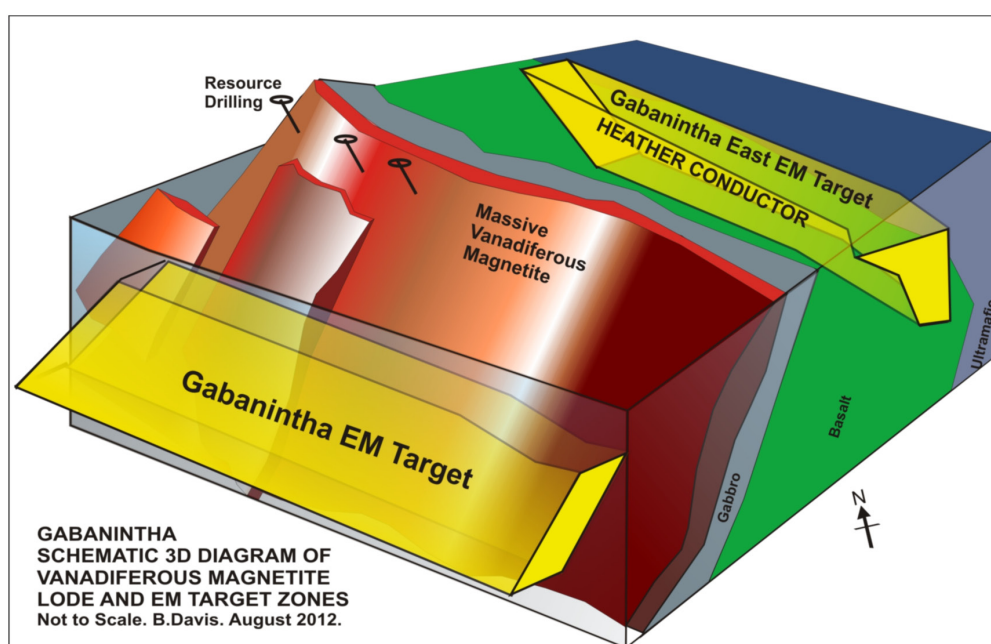 Resource
Drilling
Gabanintha East EM Target
HEATHER CONDUCTOR
Massive
Vanadiferous
Magnetite
Gabanintha EM Target
Gabbro
Basalt
Ultramafic
N
GABANINTHA
SCHEMATIC 3D DIAGRAM OF
VANADIFEROUS MAGNETITE
LODE AND EM TARGET ZONES
Not to Scale. B.Davis. August 2012.